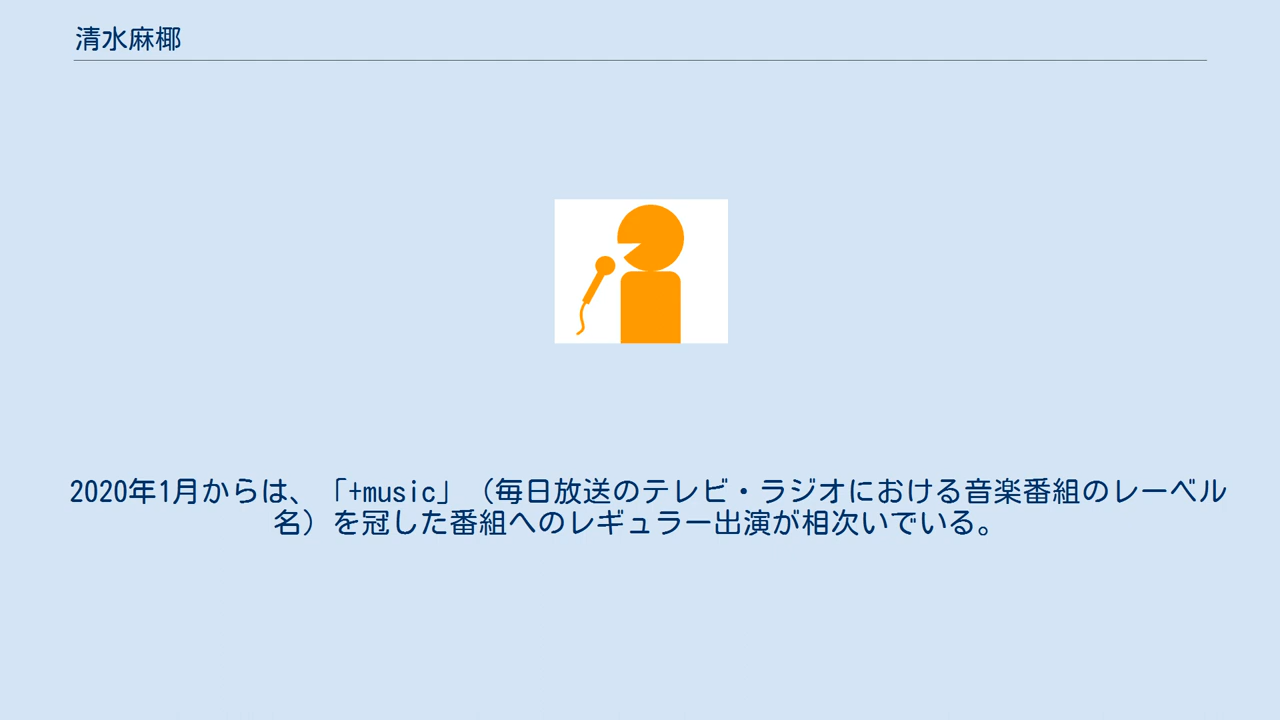 清水麻椰
2020年1月からは、「+music」（毎日放送のテレビ・ラジオにおける音楽番組のレーベル
名）を冠した番組へのレギュラー出演が相次いでいる。